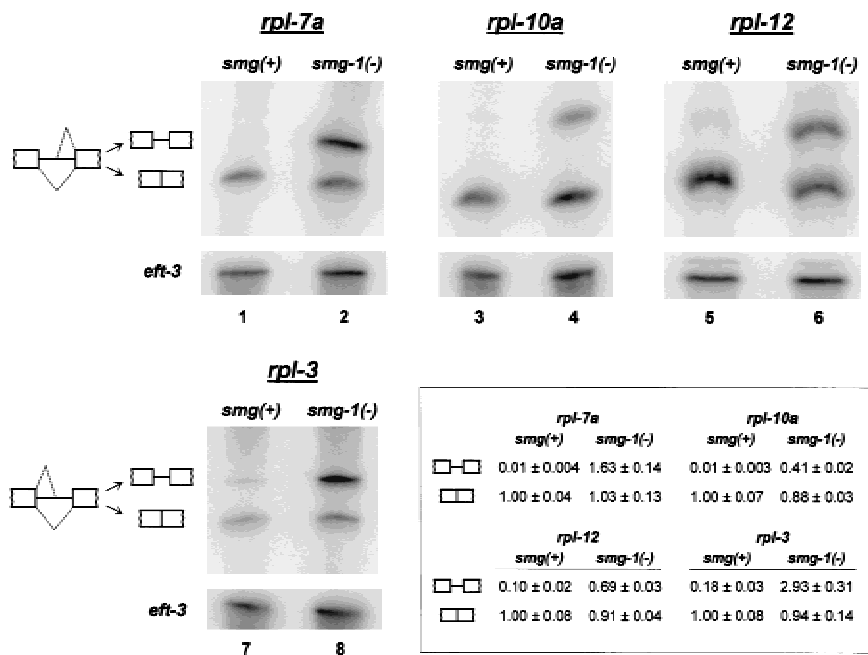 rpl-7a rpl-10a rpl-12
smg(+) smg-1(-) smg(+) smg-1(-) smg(+) smg-1(-)
eft-3
1 2 3 4 5 6
rpl-3
smg(+) smg-1(-)
eft-3
7 8
rpl-7a rpl-10a
smg(+) smg-1(-) smg(+) smg-1(-)
0.01 ± 0.004 1.63 ± 0.14 0.01 ± 0.003 0.41 ± 0.02
1.00 ± 0.04 1.03 ± 0.13 1.00 ± 0.07 0.88 ± 0.03
rpl-12 rpl-3
smg(+) smg-1(-) smg(+) smg-1(-)
0.10 ± 0.02 0.69 ± 0.03 0.18 ± 0.03 2.93 ± 0.31
1.00 ± 0.08 0.91 ± 0.04 1.00 ± 0.08 0.94 ± 0.14